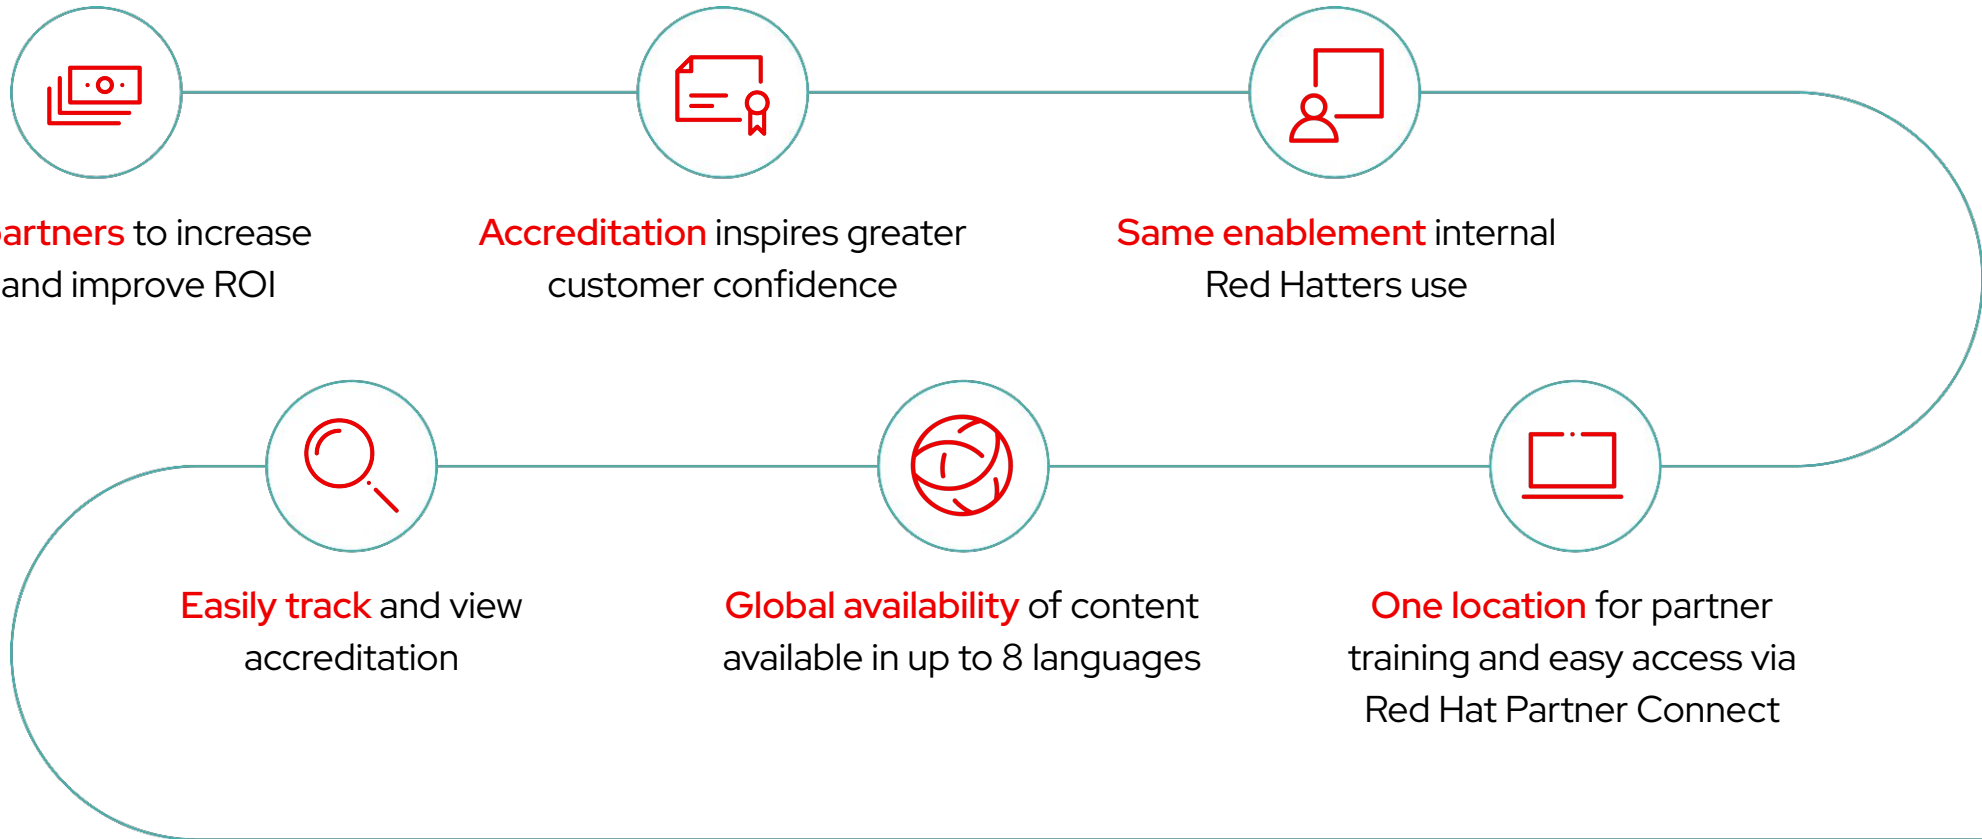 partners to increase
and improve ROI
Accreditation inspires greater
customer confidence
Same enablement internal
Red Hatters use
Easily track and view
accreditation
Global availability of content
available in up to 8 languages
One location for partner
training and easy access via
Red Hat Partner Connect